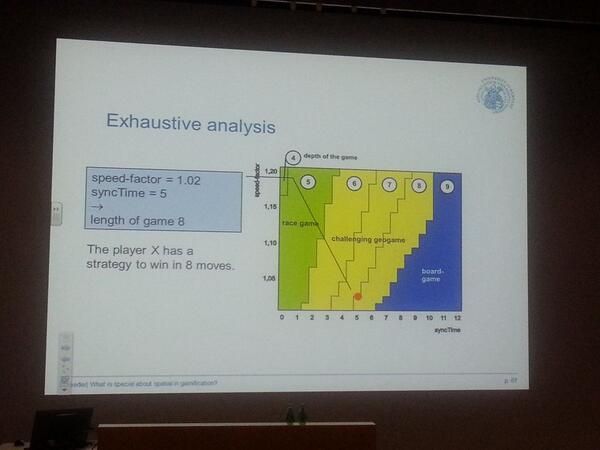 Exhaustive analysis
speed-factor = 1.02
syncTime = 5
→
length of game 8
The player X has a
strategy to win in 8 moves.
4 depth of the game
speed-factor
1,20
1,15
1,10
1,05
5 6 7 8 9
race game
challenging geogame
board-
game
0 1 2 3 4 5 6 7 8 9 10 11 12
syncTime
What is special about spatial in gamification?
p. 67